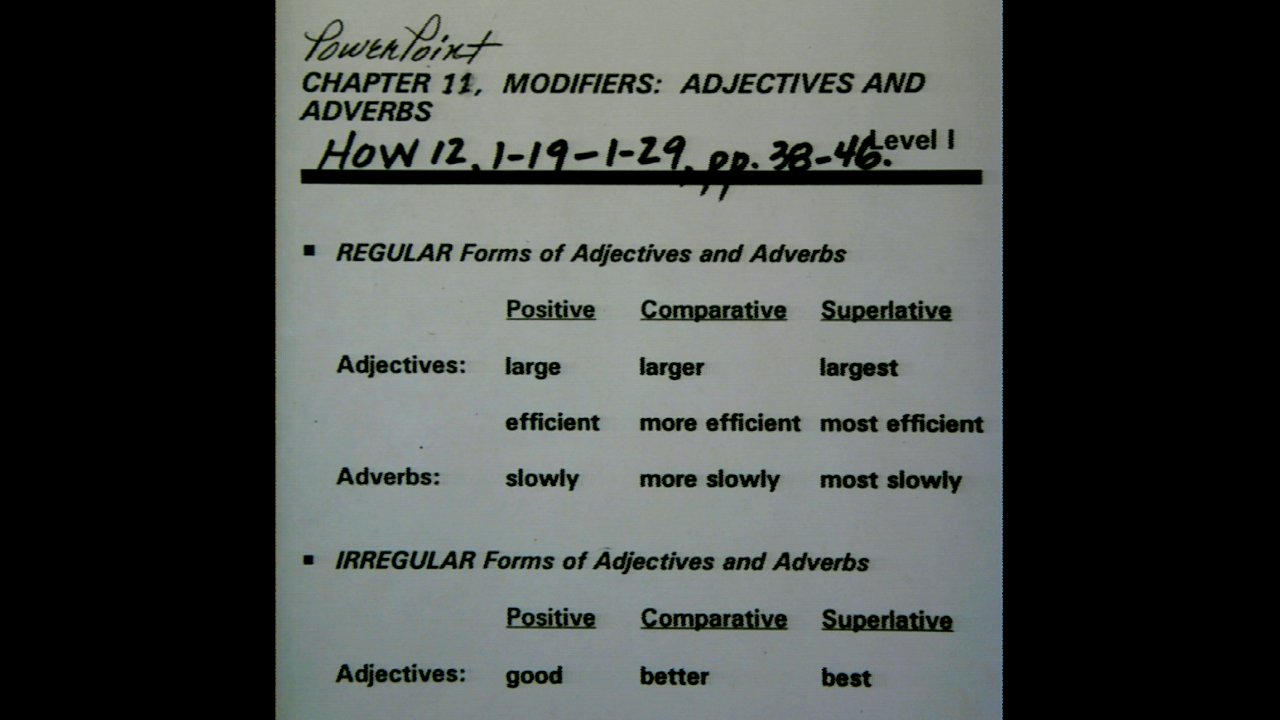 PowerPoint
CHAPTER 11, MODIFIERS: ADJECTIVES AND
ADVERBS
Level I
HOW 12, 1-19-1-29, pp. 38-46.
■ REGULAR Forms of Adjectives and Adverbs
Positive Comparative Superlative
Adjectives: large larger largest
efficient more efficient most efficient
Adverbs: slowly more slowly most slowly
■ IRREGULAR Forms of Adjectives and Adverbs
Positive Comparative Superlative
Adjectives: good better best